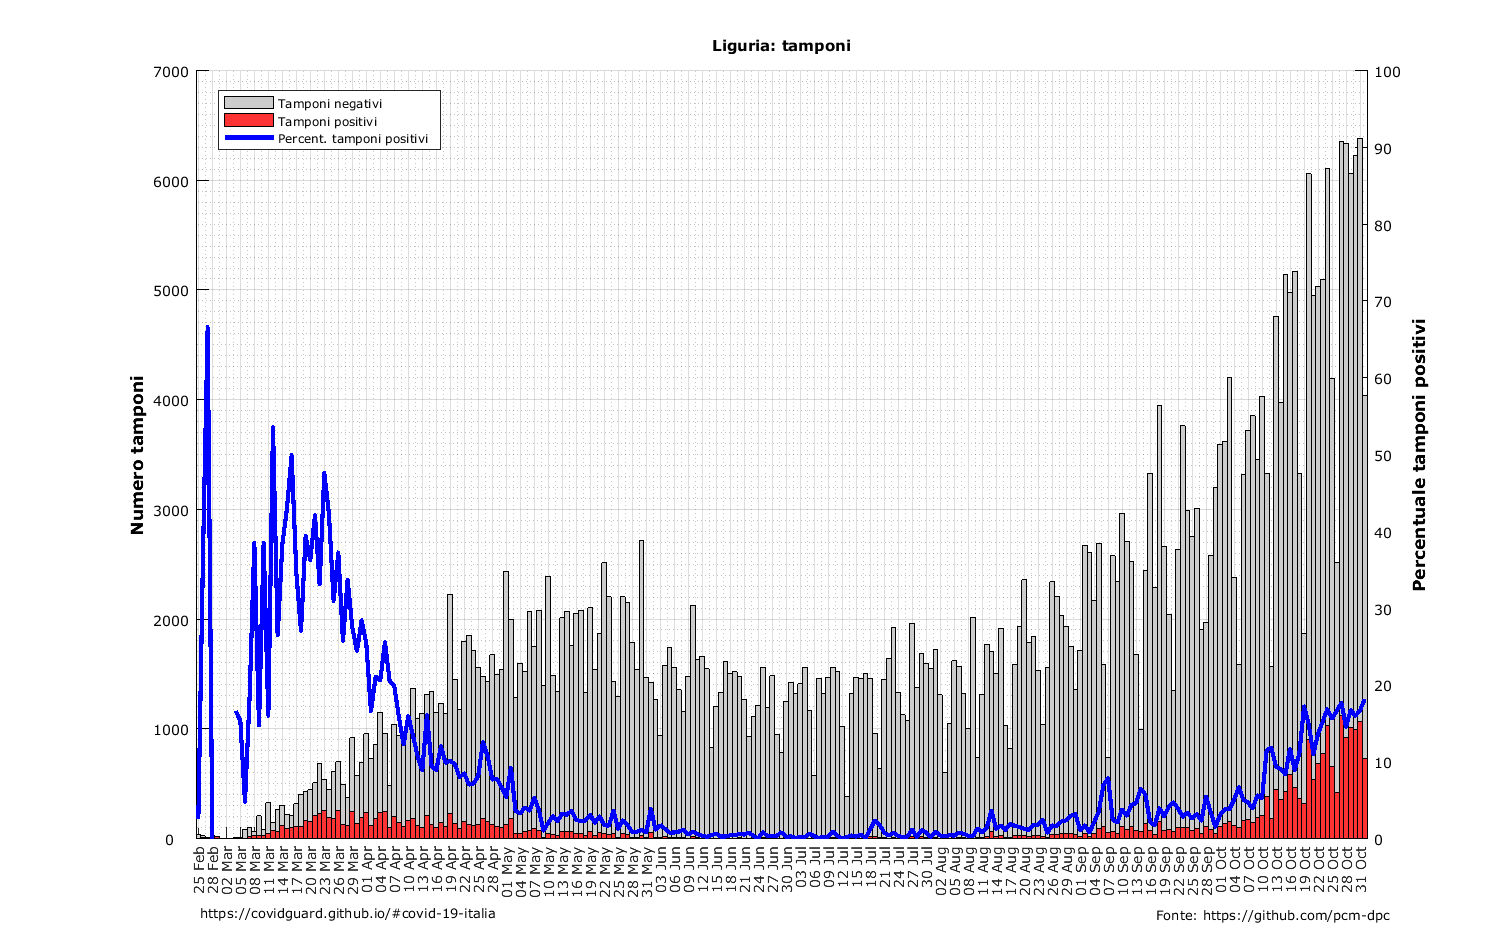 Liguria: tamponi
Tamponi negativi
Tamponi positivi
Percent. tamponi positivi
Numero tamponi
7000
6000
5000
4000
3000
2000
1000
0
Percentuale tamponi positivi
100
90
80
70
60
50
40
30
20
10
0
25 Feb
28 Feb
02 Mar
05 Mar
08 Mar
11 Mar
14 Mar
17 Mar
20 Mar
23 Mar
26 Mar
29 Mar
01 Apr
04 Apr
07 Apr
10 Apr
13 Apr
16 Apr
19 Apr
22 Apr
25 Apr
28 Apr
01 May
04 May
07 May
10 May
13 May
16 May
19 May
22 May
25 May
28 May
31 May
03 Jun
06 Jun
09 Jun
12 Jun
15 Jun
18 Jun
21 Jun
24 Jun
27 Jun
30 Jun
03 Jul
06 Jul
09 Jul
12 Jul
15 Jul
18 Jul
21 Jul
24 Jul
27 Jul
30 Jul
02 Aug
05 Aug
08 Aug
11 Aug
14 Aug
17 Aug
20 Aug
23 Aug
26 Aug
29 Aug
01 Sep
04 Sep
07 Sep
10 Sep
13 Sep
16 Sep
19 Sep
22 Sep
25 Sep
28 Sep
01 Oct
04 Oct
07 Oct
10 Oct
13 Oct
16 Oct
19 Oct
22 Oct
25 Oct
28 Oct
31 Oct
https://covidguard.github.io/#covid-19-italia
Fonte: https://github.com/pcm-dpc